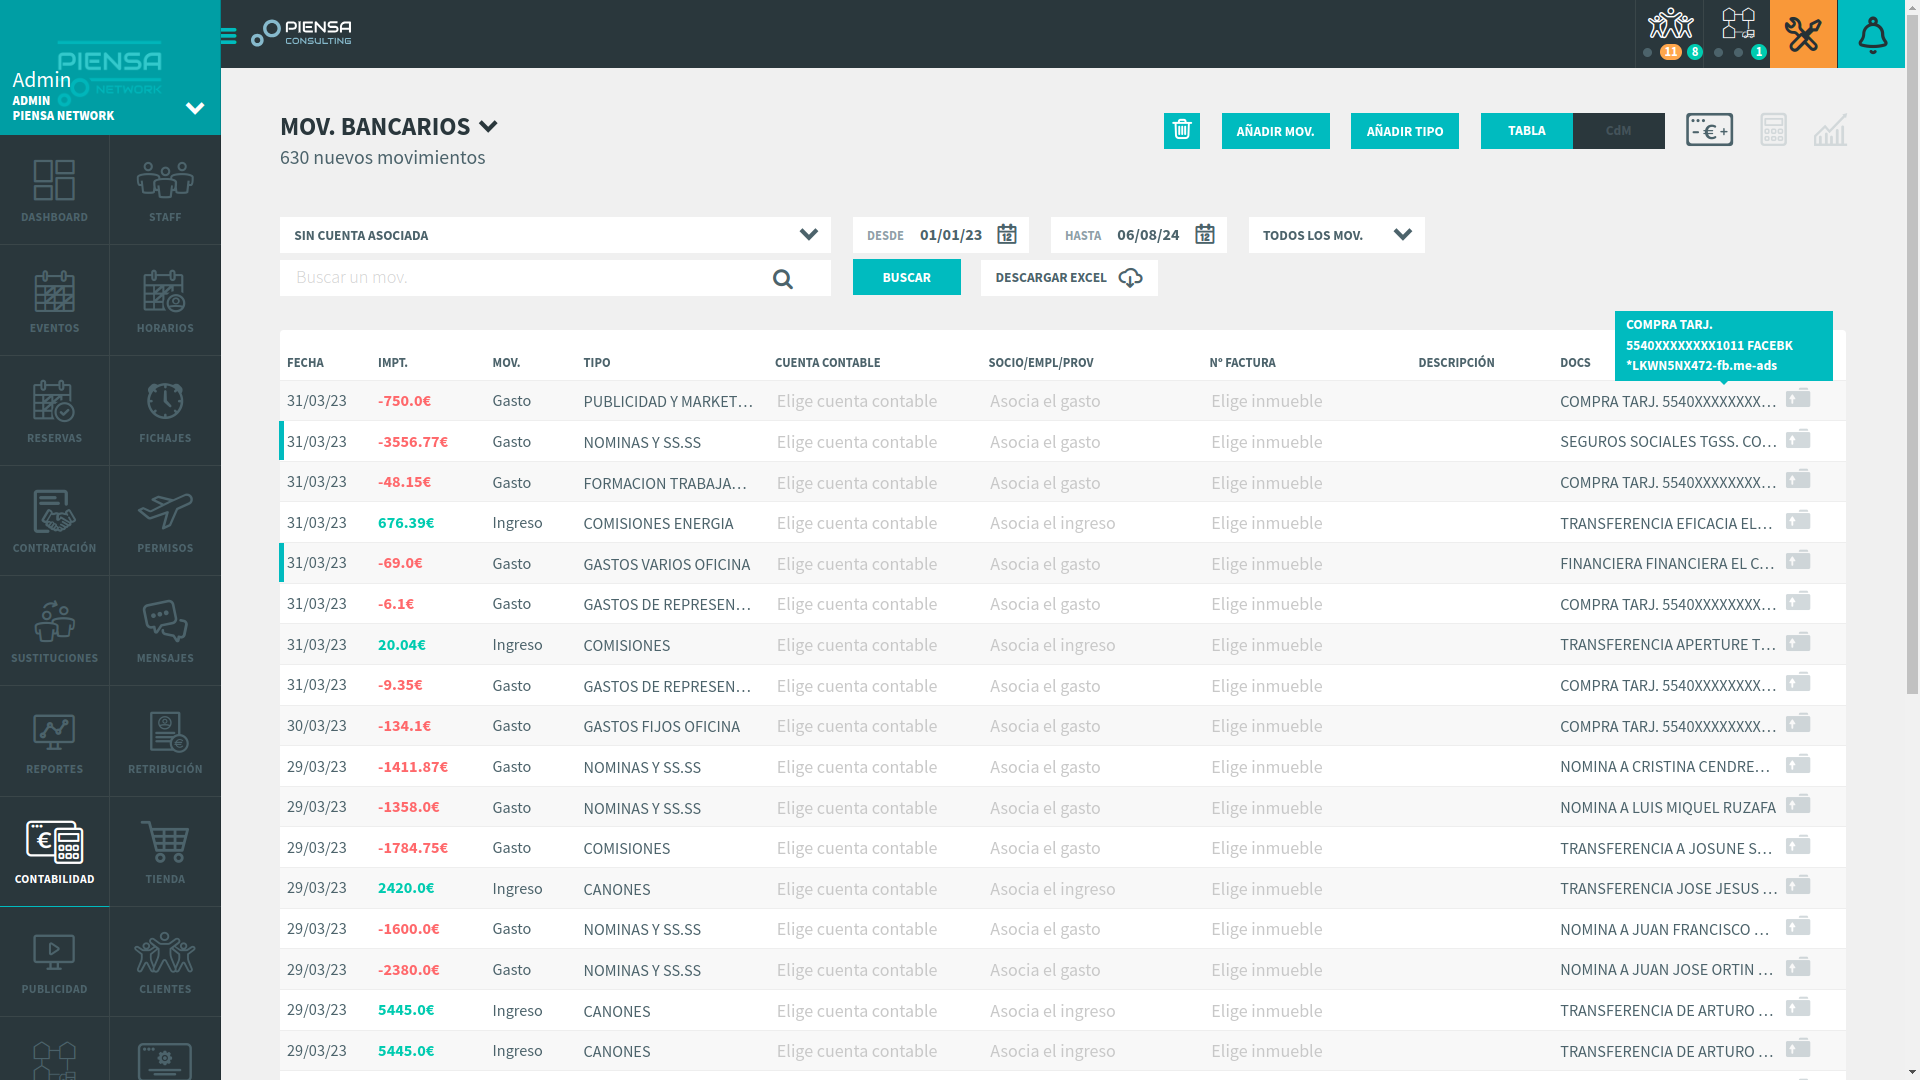 PIENSA
NETWORK
Admin
ADMIN
PIENSA NETWORK
PIENSA
CONSULTING
11
8
1
DASHBOARD
STAFF
EVENTOS
HORARIOS
RESERVAS
FICHAJES
CONTRATACIÓN
PERMISOS
SUSTITUCIONES
MENSAJES
REPORTES
RETRIBUCIÓN
CONTABILIDAD
TIENDA
PUBLICIDAD
CLIENTES
MOV. BANCARIOS
630 nuevos movimientos
AÑADIR MOV.
AÑADIR TIPO
TABLA
CdM
- € +
SIN CUENTA ASOCIADA
DESDE 01/01/23 12
HASTA 06/08/24 12
TODOS LOS MOV.
Buscar un mov.
BUSCAR
DESCARGAR EXCEL
COMPRA TARJ.
5540XXXXXXXX1011 FACEBK
*LKWN5NX472-fb.me-ads
FECHA IMPT. MOV. TIPO CUENTA CONTABLE SOCIO/EMPL/PROV Nº FACTURA DESCRIPCIÓN DOCS
31/03/23 -750.0€ Gasto PUBLICIDAD Y MARKET... Elige cuenta contable Asocia el gasto Elige inmueble COMPRA TARJ. 5540XXXXXXXX...
31/03/23 -3556.77€ Gasto NOMINAS Y SS.SS Elige cuenta contable Asocia el gasto Elige inmueble SEGUROS SOCIALES TGSS. CO...
31/03/23 -48.15€ Gasto FORMACION TRABAJA... Elige cuenta contable Asocia el gasto Elige inmueble COMPRA TARJ. 5540XXXXXXXX...
31/03/23 676.39€ Ingreso COMISIONES ENERGIA Elige cuenta contable Asocia el ingreso Elige inmueble TRANSFERENCIA EFICACIA EL...
31/03/23 -69.0€ Gasto GASTOS VARIOS OFICINA Elige cuenta contable Asocia el gasto Elige inmueble FINANCIERA FINANCIERA EL C...
31/03/23 -6.1€ Gasto GASTOS DE REPRESEN... Elige cuenta contable Asocia el gasto Elige inmueble COMPRA TARJ. 5540XXXXXXXX...
31/03/23 20.04€ Ingreso COMISIONES Elige cuenta contable Asocia el ingreso Elige inmueble TRANSFERENCIA APERTURE T...
31/03/23 -9.35€ Gasto GASTOS DE REPRESEN... Elige cuenta contable Asocia el gasto Elige inmueble COMPRA TARJ. 5540XXXXXXXX...
30/03/23 -134.1€ Gasto GASTOS FIJOS OFICINA Elige cuenta contable Asocia el gasto Elige inmueble COMPRA TARJ. 5540XXXXXXXX...
29/03/23 -1411.87€ Gasto NOMINAS Y SS.SS Elige cuenta contable Asocia el gasto Elige inmueble NOMINA A CRISTINA CENDRE...
29/03/23 -1358.0€ Gasto NOMINAS Y SS.SS Elige cuenta contable Asocia el gasto Elige inmueble NOMINA A LUIS MIQUEL RUZAFA
29/03/23 -1784.75€ Gasto COMISIONES Elige cuenta contable Asocia el gasto Elige inmueble TRANSFERENCIA A JOSUNE S...
29/03/23 2420.0€ Ingreso CANONES Elige cuenta contable Asocia el ingreso Elige inmueble TRANSFERENCIA JOSE JESUS ...
29/03/23 -1600.0€ Gasto NOMINAS Y SS.SS Elige cuenta contable Asocia el gasto Elige inmueble NOMINA A JUAN FRANCISCO ...
29/03/23 -2380.0€ Gasto NOMINAS Y SS.SS Elige cuenta contable Asocia el gasto Elige inmueble NOMINA A JUAN JOSE ORTIN ...
29/03/23 5445.0€ Ingreso CANONES Elige cuenta contable Asocia el ingreso Elige inmueble TRANSFERENCIA DE ARTURO ...
29/03/23 5445.0€ Ingreso CANONES Elige cuenta contable Asocia el ingreso Elige inmueble TRANSFERENCIA DE ARTURO ...